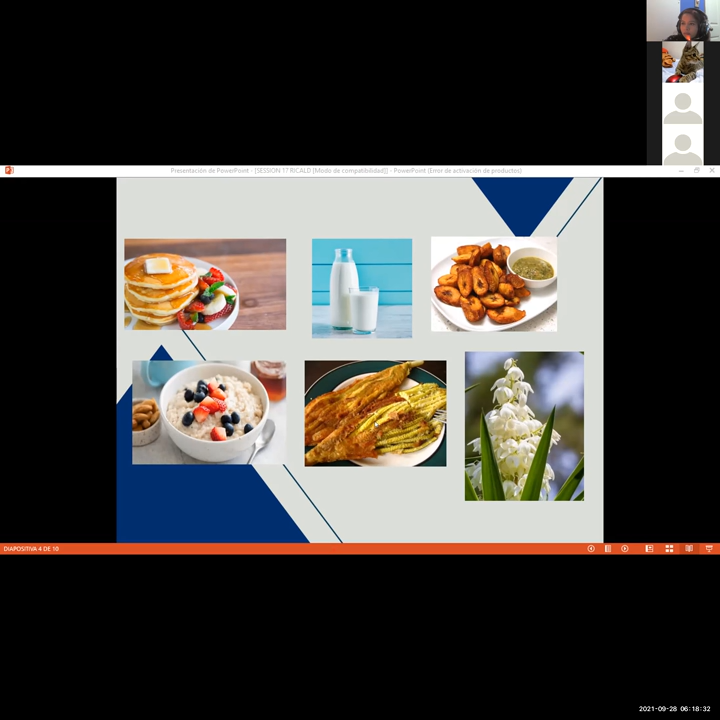 Presentación de PowerPoint - [SESSION 17 RICALD [Modo de compatibilidad]] - PowerPoint (Error de activación de productos)
DIAPOSITIVA 4 DE 10
2021-09-28 06:18:32